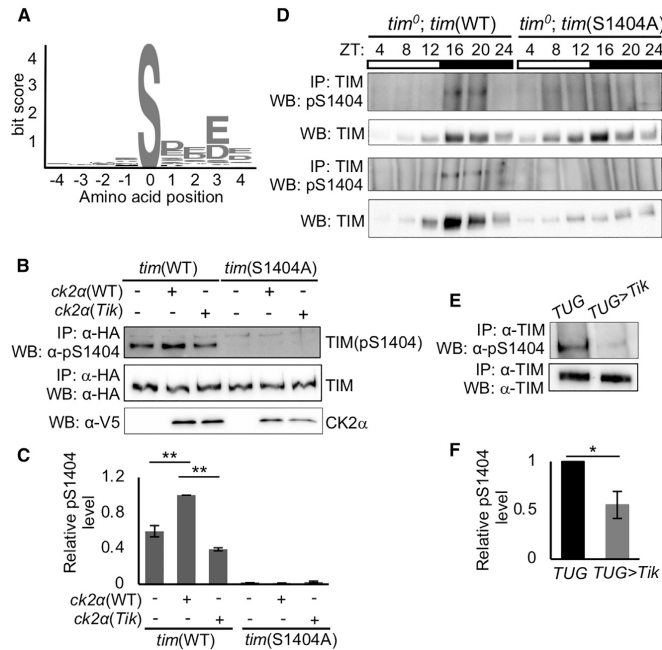 A
bit score
4
3
2
1
S
D
E
E
D
D
-4 -3 -2 -1 0 1 2 3 4
Amino acid position
B
tim(WT) tim(S1404A)
ck2α(WT) - + - - + -
ck2α(Tik) - - + - - +
IP: α-HA
WB: α-pS1404
TIM(pS1404)
IP: α-HA
WB: α-HA
TIM
WB: α-V5
CK2α
C
Relative pS1404
level
1.2
0.8
0.4
0
** **
ck2α(WT) - + - - + -
ck2α(Tik) - - + - - +
tim(WT) tim(S1404A)
D
tim⁰; tim(WT) tim⁰; tim(S1404A)
ZT: 4 8 12 16 20 24 4 8 12 16 20 24
IP: TIM
WB: pS1404
WB: TIM
IP: TIM
WB: pS1404
WB: TIM
E
TUG TUG>Tik
IP: α-TIM
WB: α-pS1404
IP: α-TIM
WB: α-TIM
F
Relative pS1404
level
1
0.5
0
*
TUG TUG>Tik